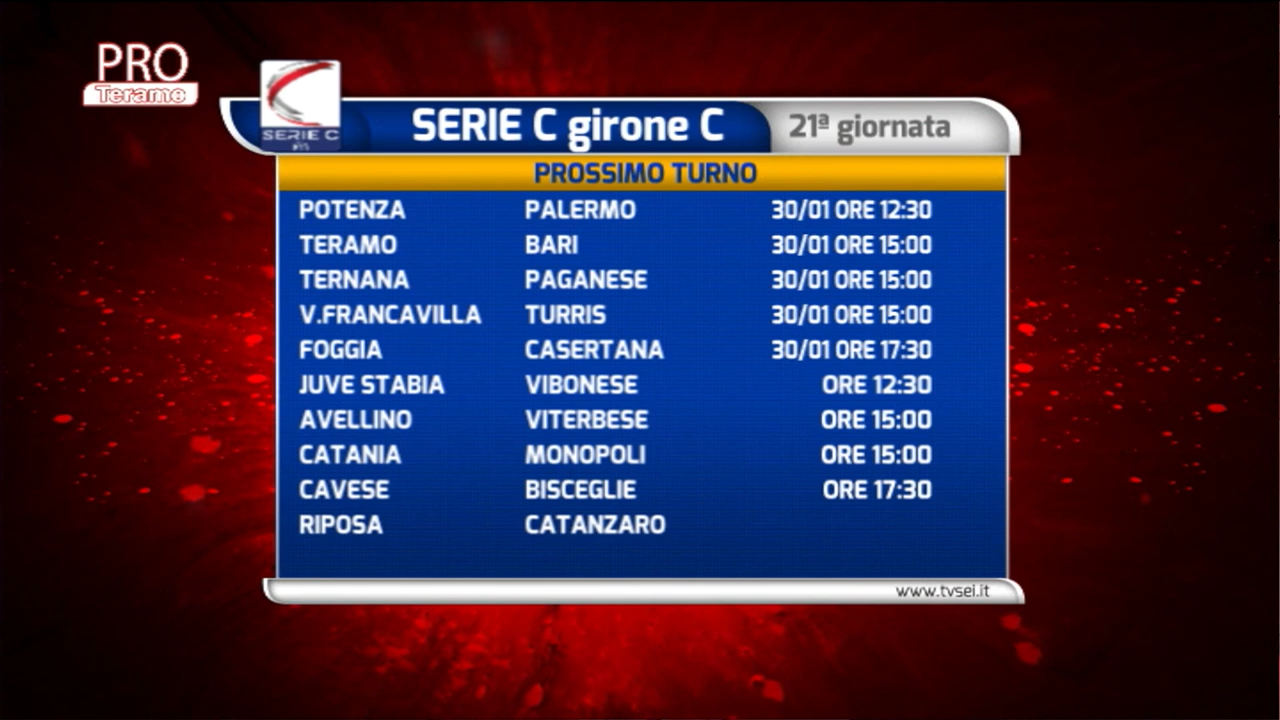 PRO
Teramo
SERIE C
SERIE C girone C 21ª giornata
PROSSIMO TURNO
POTENZA PALERMO 30/01 ORE 12:30
TERAMO BARI 30/01 ORE 15:00
TERNANA PAGANESE 30/01 ORE 15:00
V.FRANCAVILLA TURRIS 30/01 ORE 15:00
FOGGIA CASERTANA 30/01 ORE 17:30
JUVE STABIA VIBONESE ORE 12:30
AVELLINO VITERBESE ORE 15:00
CATANIA MONOPOLI ORE 15:00
CAVESE BISCEGLIE ORE 17:30
RIPOSA CATANZARO
www.tvsei.it